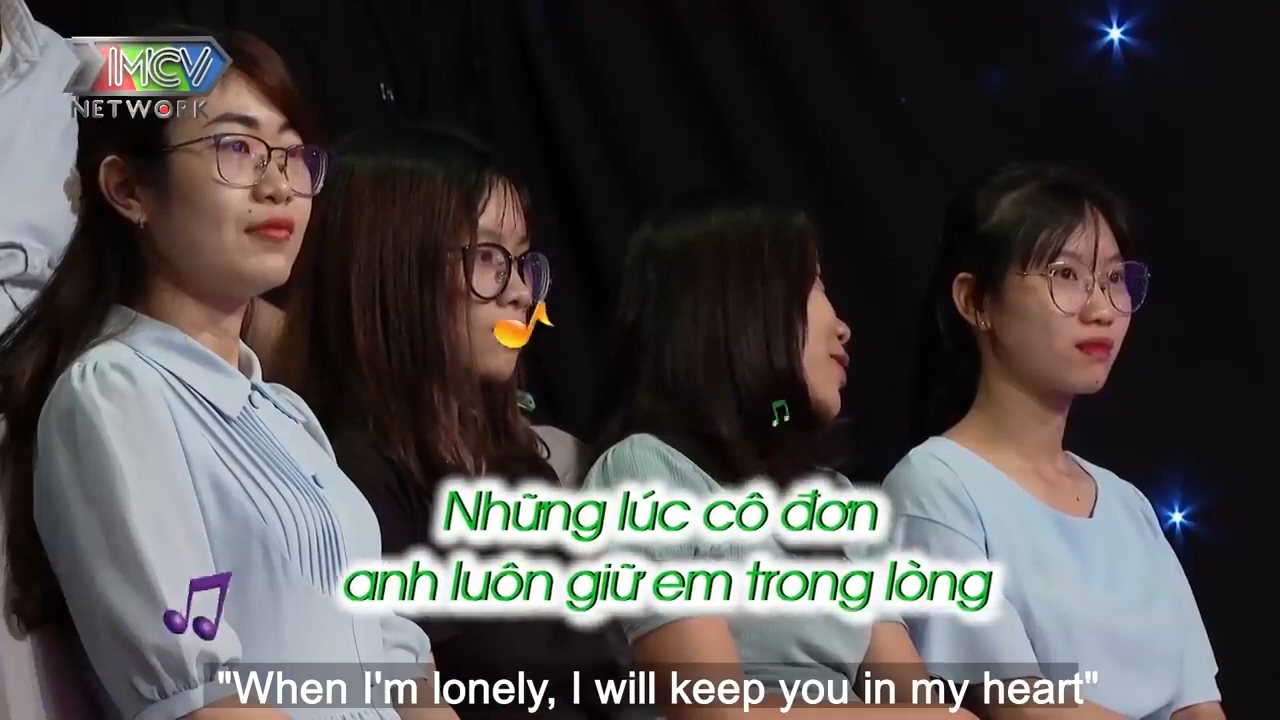 MCV
NETWORK
Những lúc cô đơn
anh luôn giữ em trong lòng
"When I'm lonely, I will keep you in my heart"